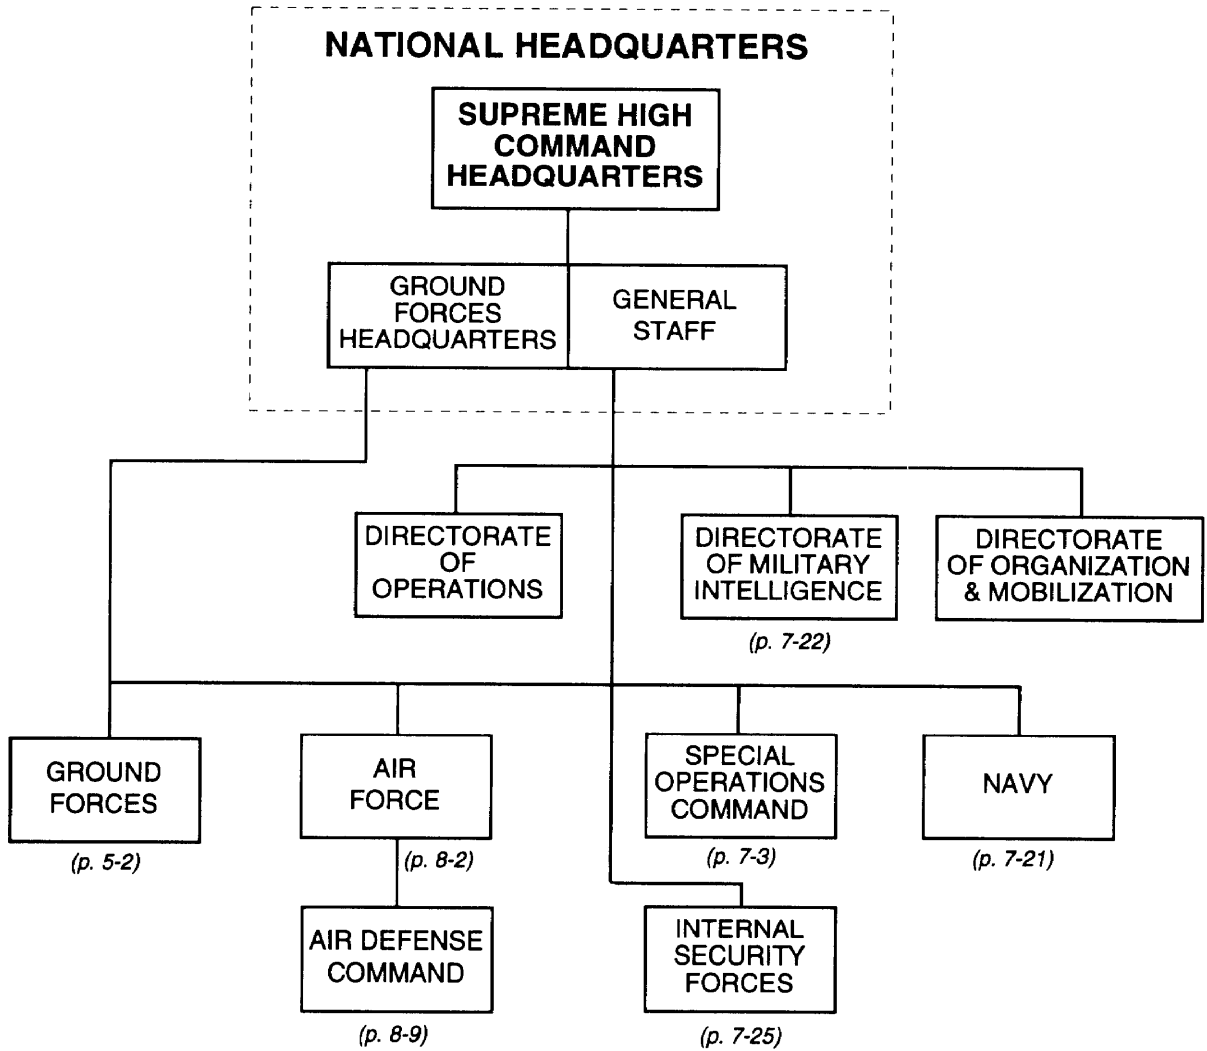 NATIONAL HEADQUARTERS
SUPREME HIGH
COMMAND
HEADQUARTERS
GROUND
FORCES
HEADQUARTERS
GENERAL
STAFF
DIRECTORATE
OF
OPERATIONS
DIRECTORATE
OF MILITARY
INTELLIGENCE
(p. 7-22)
DIRECTORATE
OF ORGANIZATION
& MOBILIZATION
GROUND
FORCES
(p. 5-2)
AIR
FORCE
(p. 8-2)
SPECIAL
OPERATIONS
COMMAND
(p. 7-3)
NAVY
(p. 7-21)
AIR DEFENSE
COMMAND
(p. 8-9)
INTERNAL
SECURITY
FORCES
(p. 7-25)